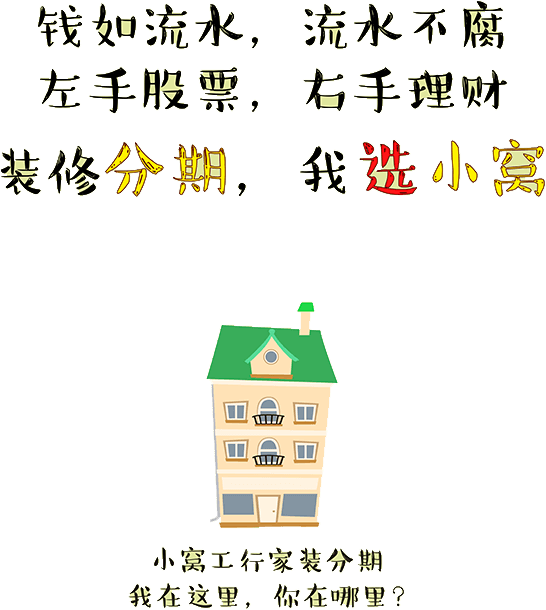 钱如流水，流水不腐
左手股票，右手理财
装修分期，我选小窝
小窝工行家装分期
我在这里，你在哪里？